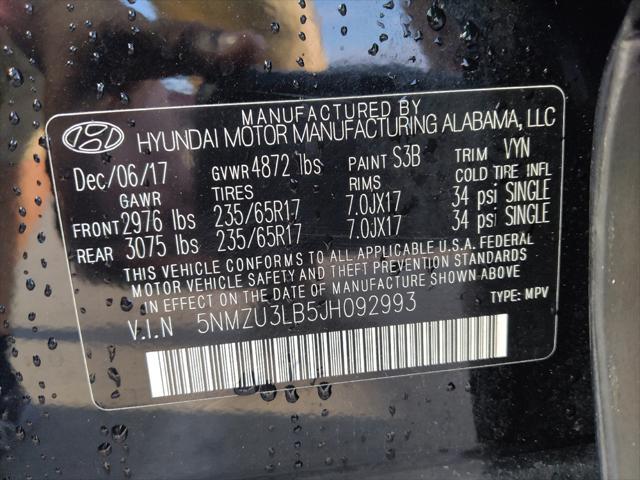 MANUFACTURED BY
HYUNDAI MOTOR MANUFACTURING ALABAMA, LLC
Dec/06/17 GVWR 4872 lbs PAINT S3B TRIM VYN
GAWR TIRES RIMS COLD TIRE INFL
FRONT 2976 lbs 235/65R17 7.0JX17 34 psi SINGLE
REAR 3075 lbs 235/65R17 7.0JX17 34 psi SINGLE
THIS VEHICLE CONFORMS TO ALL APPLICABLE U.S.A. FEDERAL
MOTOR VEHICLE SAFETY AND THEFT PREVENTION STANDARDS
IN EFFECT ON THE DATE OF MANUFACTURE SHOWN ABOVE
V.I.N 5NMZU3LB5JH092993 TYPE: MPV